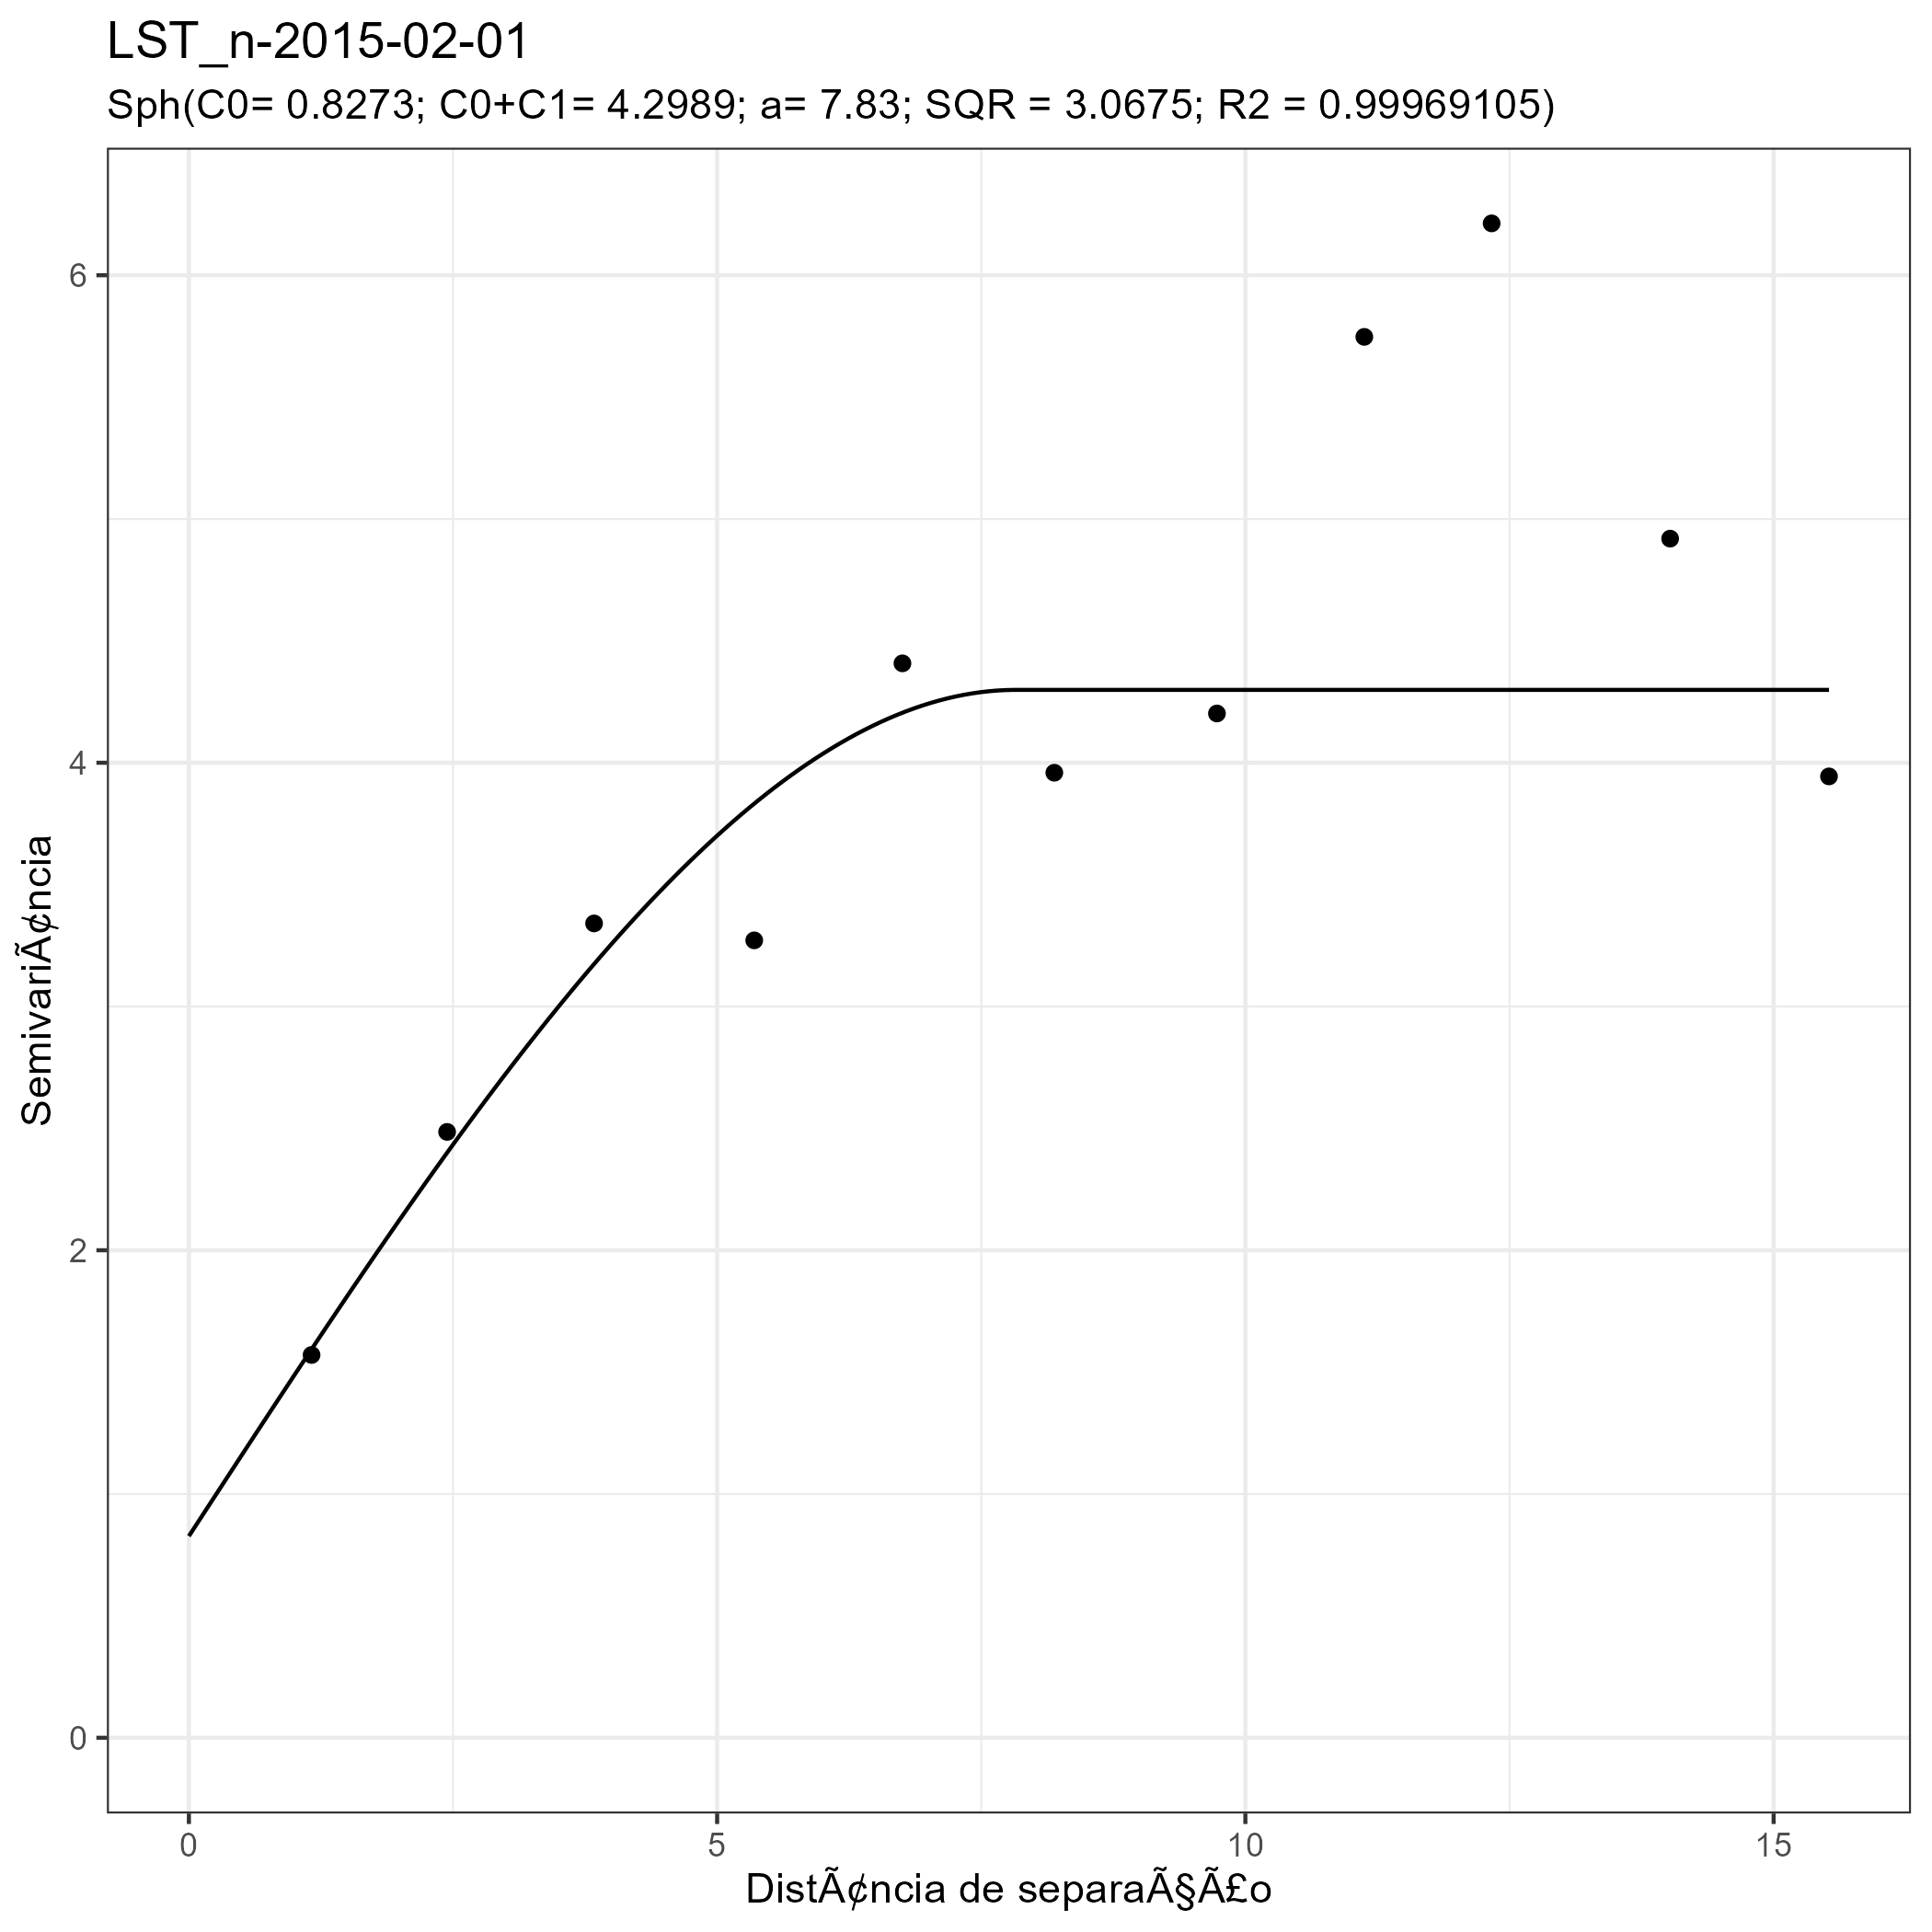 LST_n-2015-02-01
Sph(C0= 0.8273; C0+C1= 4.2989; a= 7.83; SQR = 3.0675; R2 = 0.99969105)
6
4
2
0
SemivariÃ¢ncia
0 5 10 15
DistÃ¢ncia de separaÃ§Ã£o